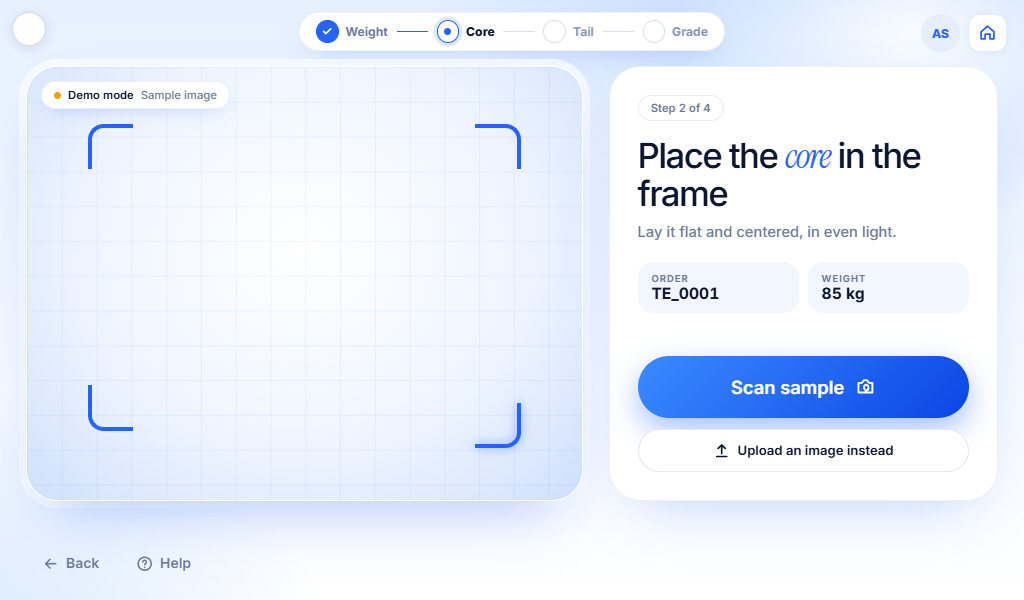 Weight
Core
Tail
Grade
AS
Demo mode Sample image
Step 2 of 4
Place the core in the
frame
Lay it flat and centered, in even light.
ORDER
TE_0001
WEIGHT
85 kg
Scan sample
Upload an image instead
Back
Help